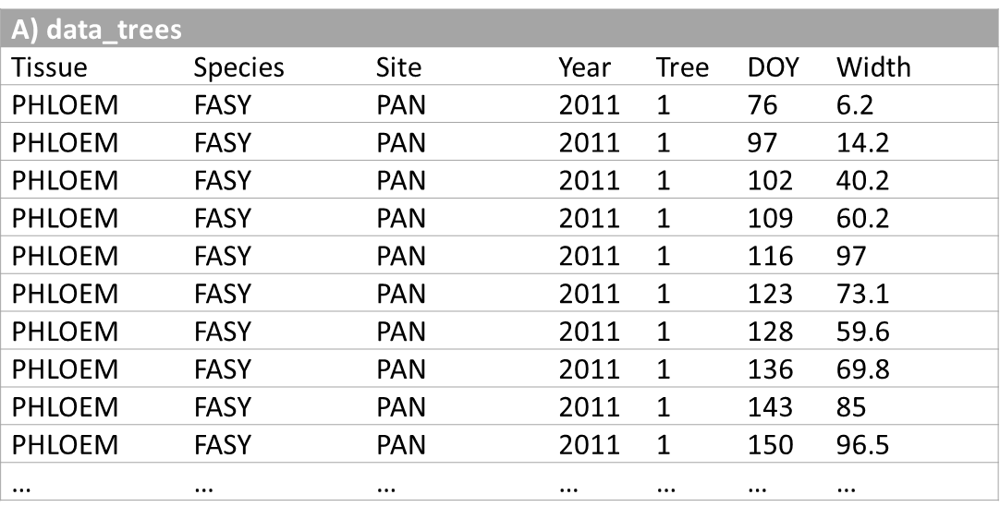 A) data_trees
Tissue Species Site Year Tree DOY Width
PHLOEM FASY PAN 2011 1 76 6.2
PHLOEM FASY PAN 2011 1 97 14.2
PHLOEM FASY PAN 2011 1 102 40.2
PHLOEM FASY PAN 2011 1 109 60.2
PHLOEM FASY PAN 2011 1 116 97
PHLOEM FASY PAN 2011 1 123 73.1
PHLOEM FASY PAN 2011 1 128 59.6
PHLOEM FASY PAN 2011 1 136 69.8
PHLOEM FASY PAN 2011 1 143 85
PHLOEM FASY PAN 2011 1 150 96.5
... ... ... ... ... ... ...